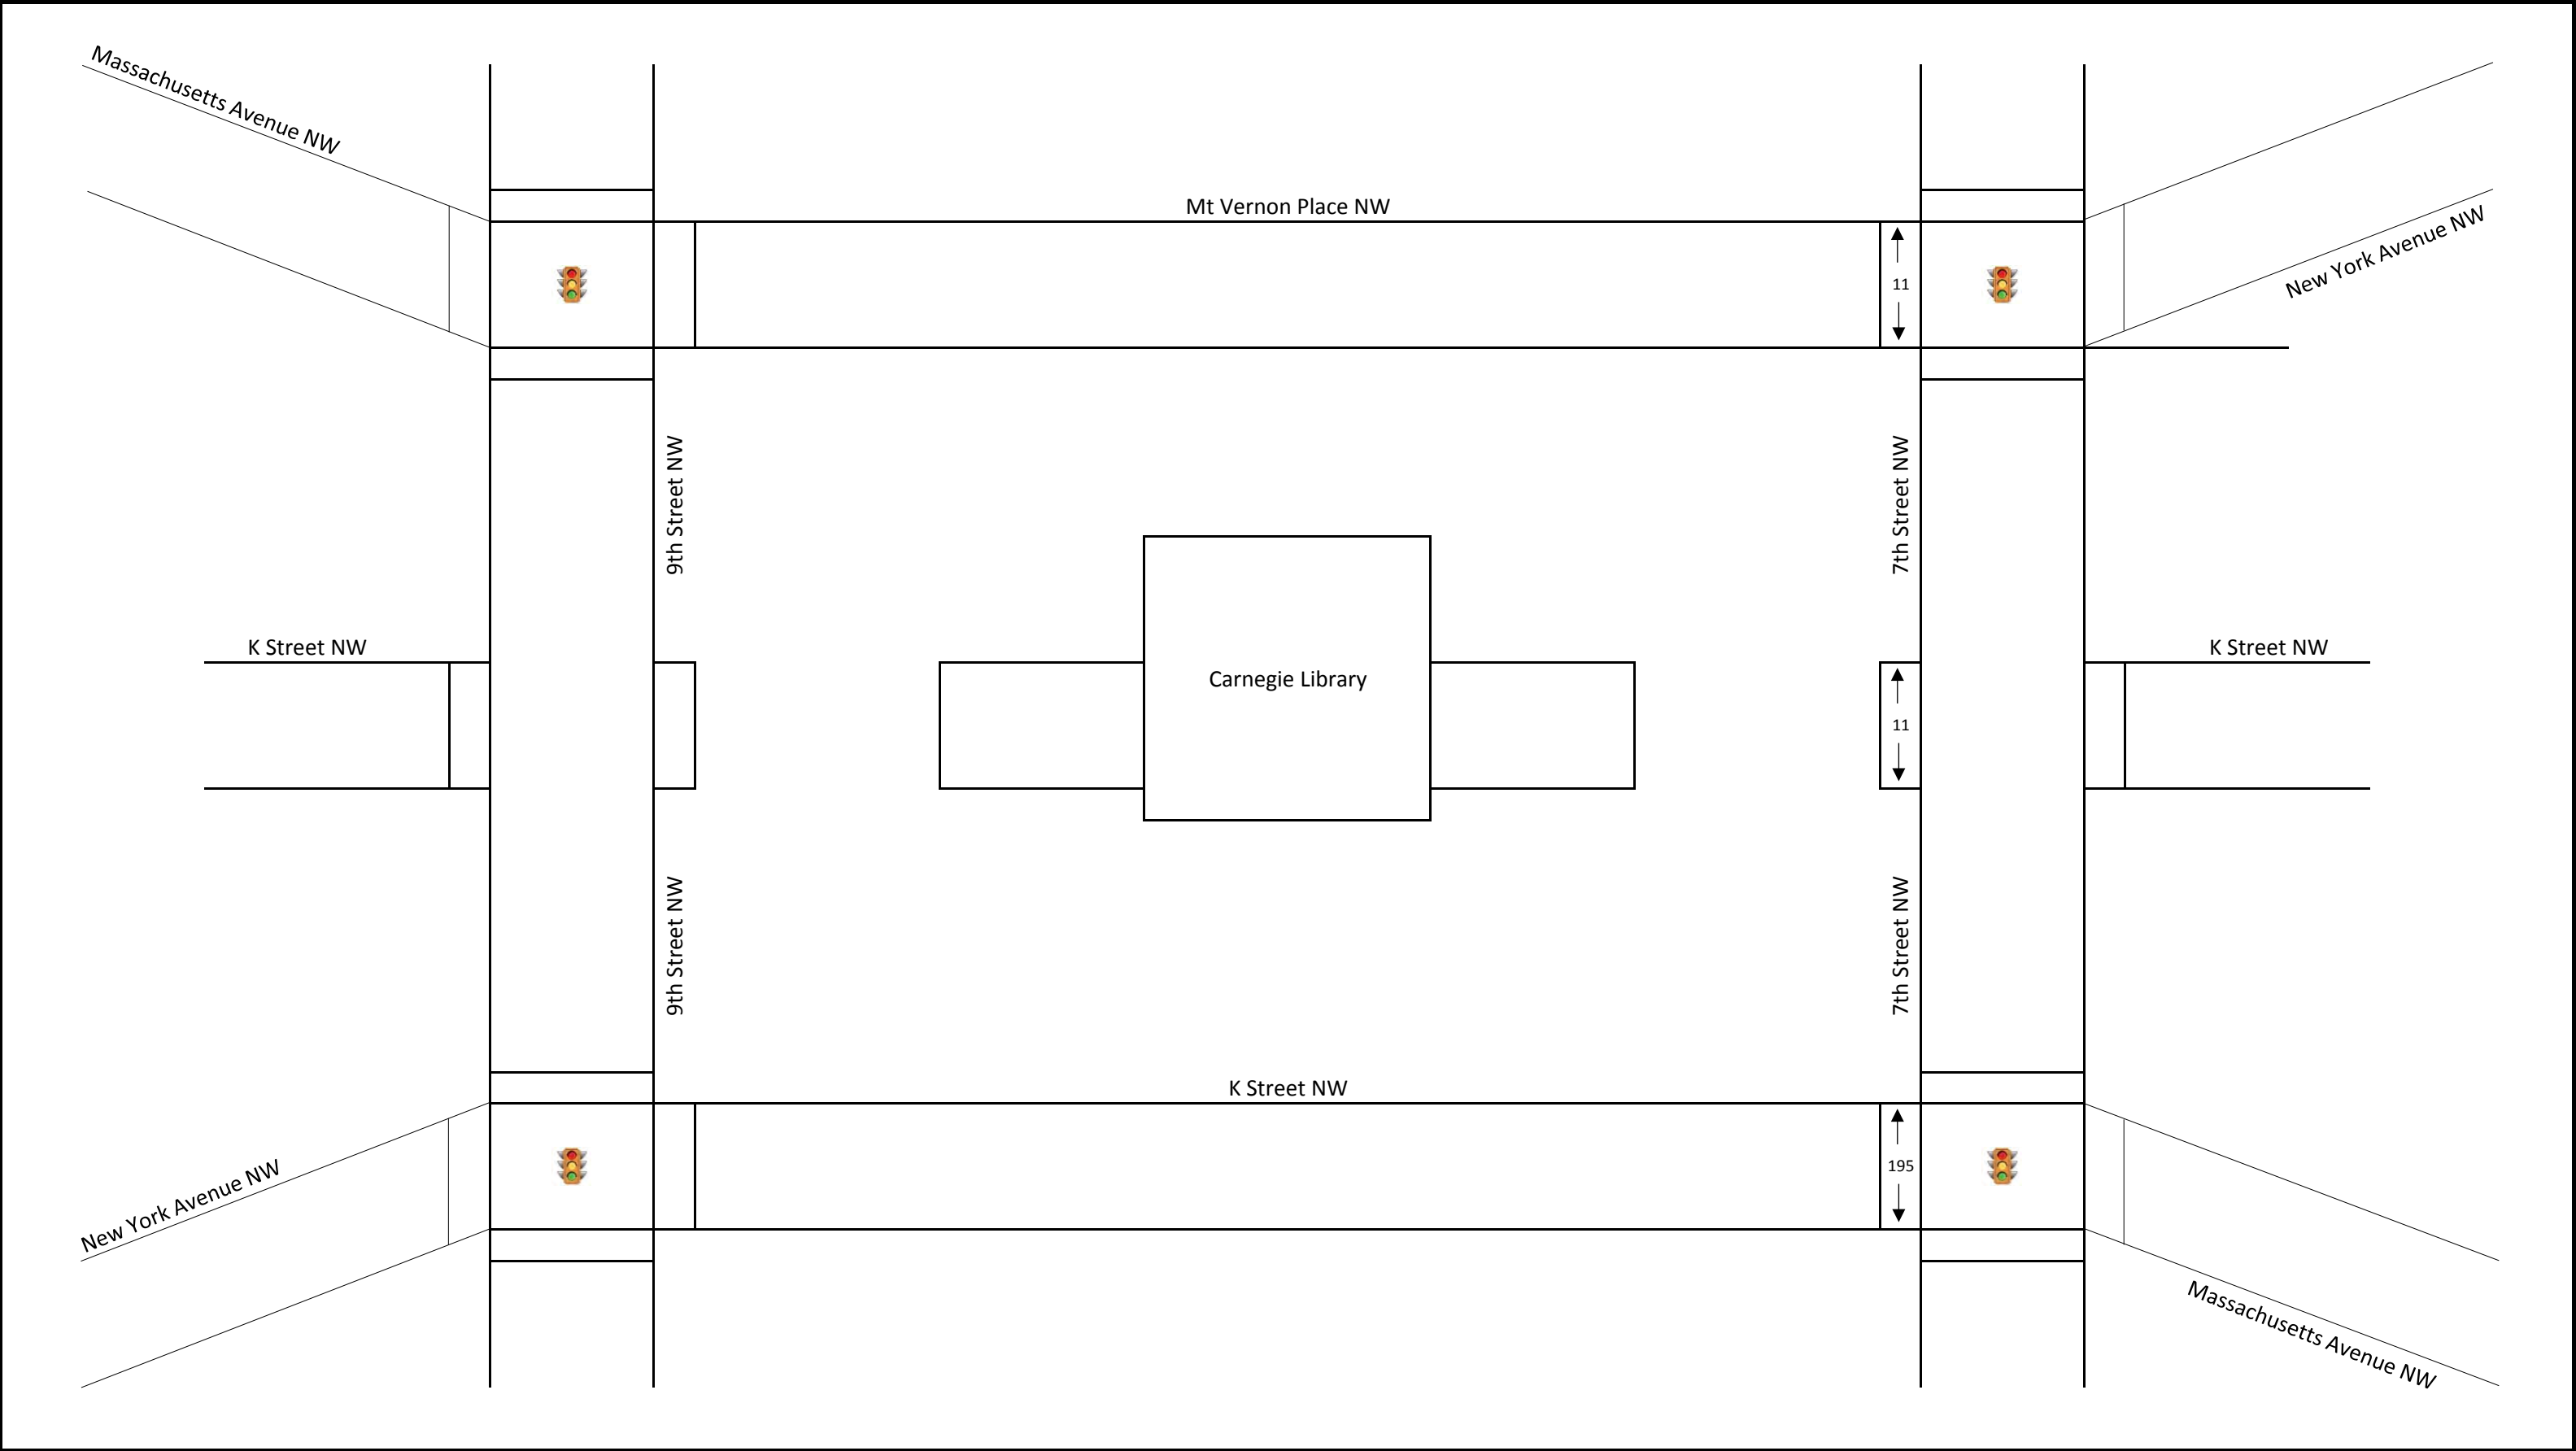 Massachusetts Avenue NW
Mt Vernon Place NW
New York Avenue NW
11
9th Street NW
7th Street NW
K Street NW
Carnegie Library
K Street NW
11
9th Street NW
7th Street NW
K Street NW
New York Avenue NW
195
Massachusetts Avenue NW